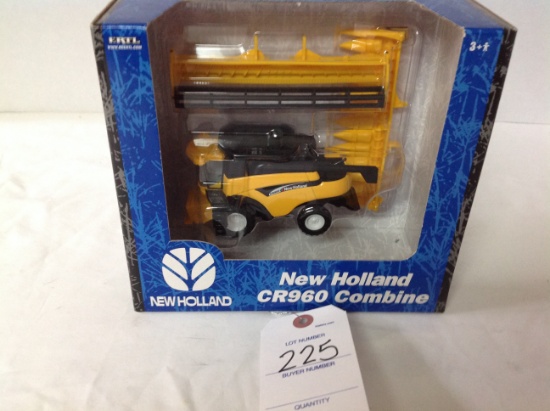 ERTL
3+
New Holland
NEW HOLLAND
New Holland
CR960 Combine
LOT NUMBER
225
BUYER NUMBER
QUANTITY